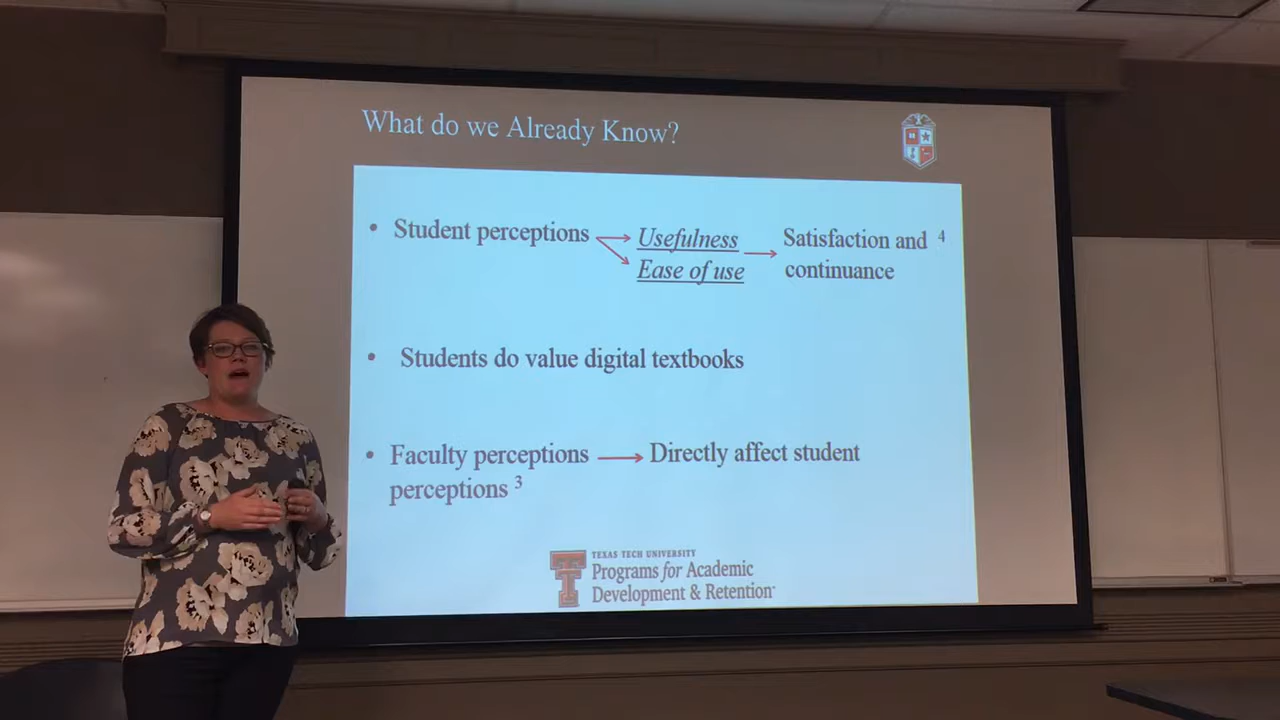 What do we Already Know?
• Student perceptions
Usefulness
Ease of use
Satisfaction and 4
continuance
• Students do value digital textbooks
• Faculty perceptions → Directly affect student
perceptions 3
TEXAS TECH UNIVERSITY
Programs for Academic
Development & Retention